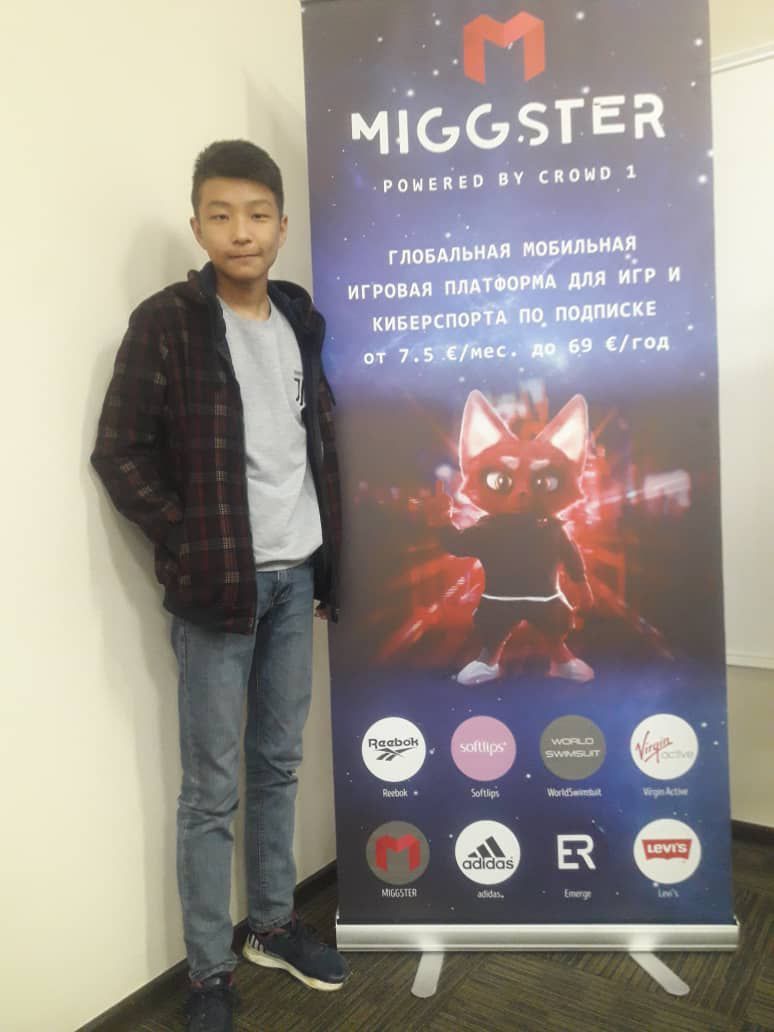 MIGGSTER
POWERED BY CROWD 1
ГЛОБАЛЬНАЯ МОБИЛЬНАЯ
ИГРОВАЯ ПЛАТФОРМА ДЛЯ ИГР И
КИБЕРСПОРТА ПО ПОДПИСКЕ
от 7.5 €/мес. до 69 €/год
Reebok
Reebok
softlips
Softlips
WORLD
SWIMSUIT
WorldSwimsuit
Virgin
active
Virgin Active
MIGGSTER
adidas
adidas
ER
Emerge
LEVI'S
Levi's